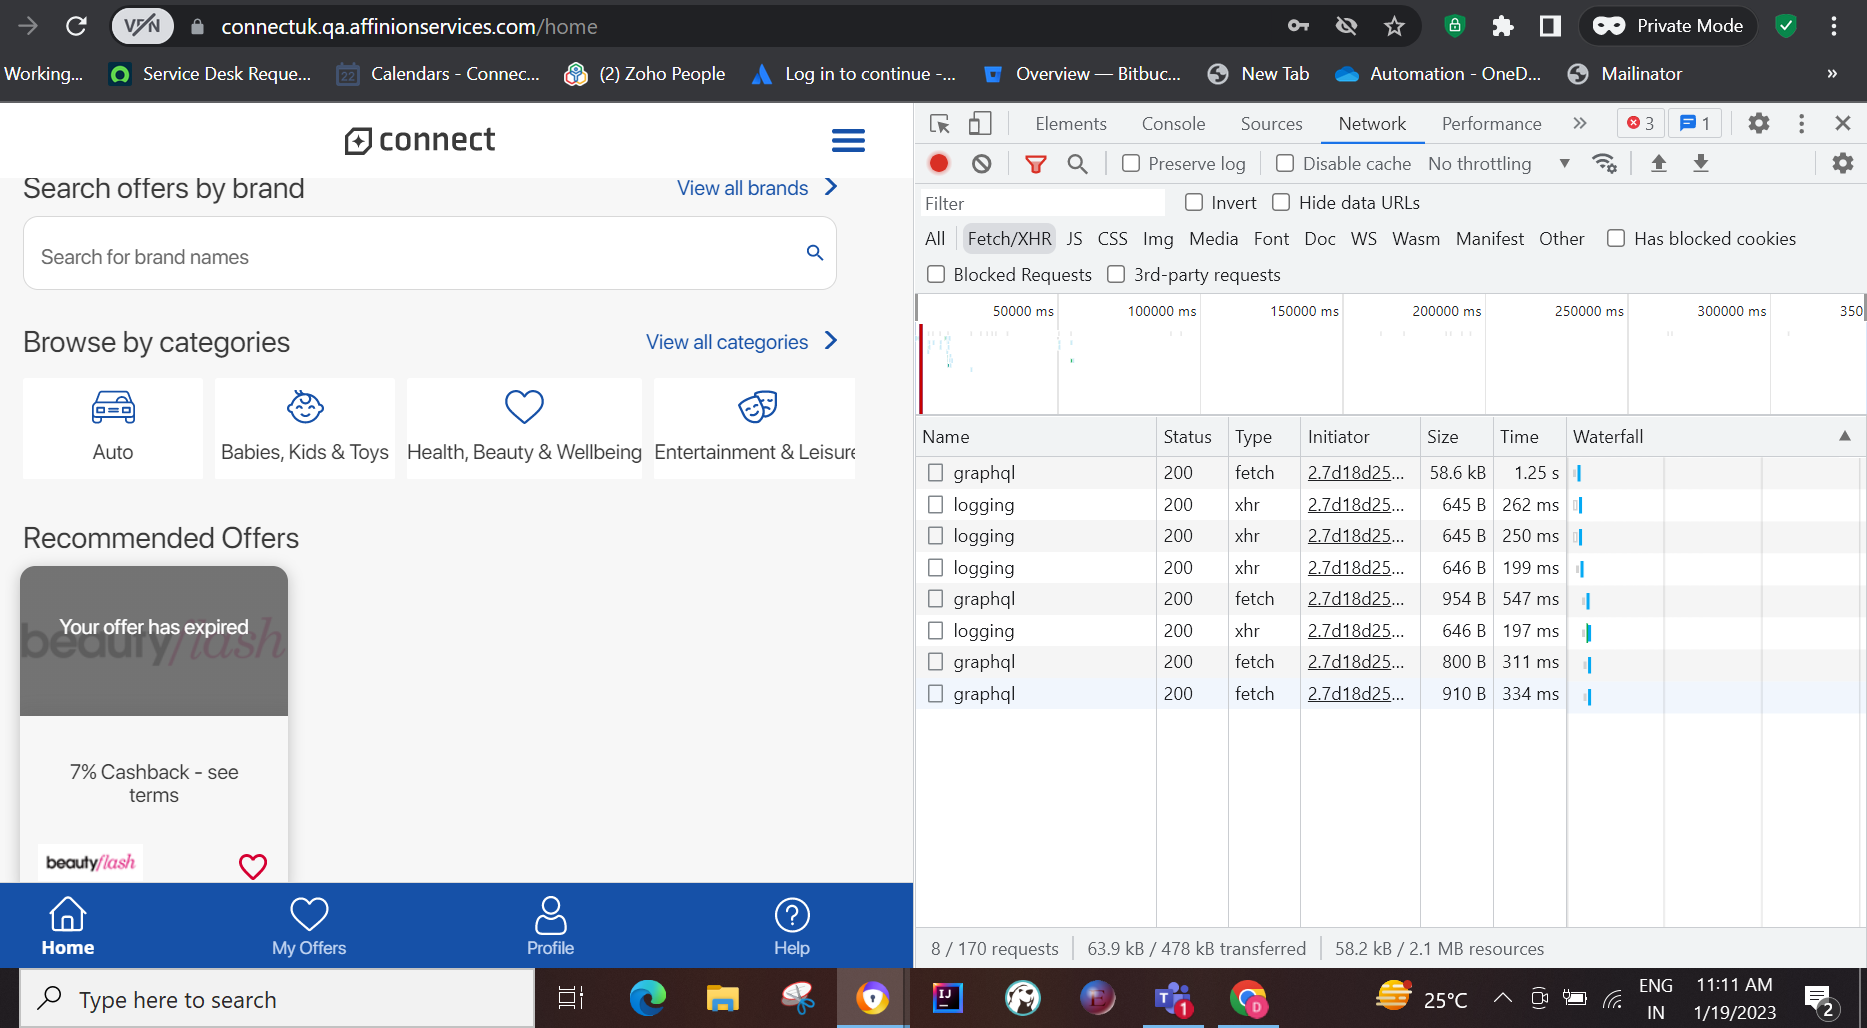 VPN connectuk.qa.affinionservices.com/home Private Mode
Working... Service Desk Reque... 22 Calendars - Connec... (2) Zoho People Log in to continue -... Overview — Bitbuc... New Tab Automation - OneD... Mailinator »
connect
Search offers by brand View all brands
Search for brand names
Browse by categories View all categories
Auto Babies, Kids & Toys Health, Beauty & Wellbeing Entertainment & Leisure
Recommended Offers
Your offer has expired
beautyflash
7% Cashback - see
terms
beautyflash
Home My Offers Profile Help
Elements Console Sources Network Performance » 3 1
Preserve log Disable cache No throttling
Filter Invert Hide data URLs
All Fetch/XHR JS CSS Img Media Font Doc WS Wasm Manifest Other Has blocked cookies
Blocked Requests 3rd-party requests
50000 ms 100000 ms 150000 ms 200000 ms 250000 ms 300000 ms 350
Name Status Type Initiator Size Time Waterfall
graphql 200 fetch 2.7d18d25... 58.6 kB 1.25 s
logging 200 xhr 2.7d18d25... 645 B 262 ms
logging 200 xhr 2.7d18d25... 645 B 250 ms
logging 200 xhr 2.7d18d25... 646 B 199 ms
graphql 200 fetch 2.7d18d25... 954 B 547 ms
logging 200 xhr 2.7d18d25... 646 B 197 ms
graphql 200 fetch 2.7d18d25... 800 B 311 ms
graphql 200 fetch 2.7d18d25... 910 B 334 ms
8 / 170 requests 63.9 kB / 478 kB transferred 58.2 kB / 2.1 MB resources
Type here to search IJ E T 1 D 25°C ENG 11:11 AM
IN 1/19/2023 2